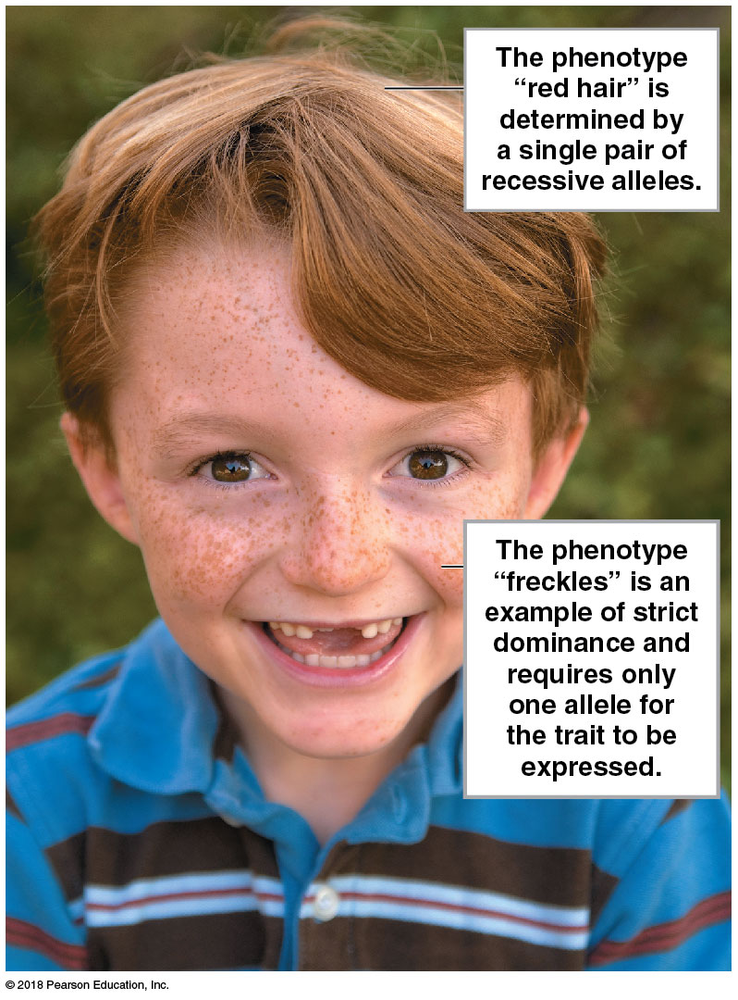 The phenotype
“red hair” is
determined by
a single pair of
recessive alleles.
The phenotype
“freckles” is an
example of strict
dominance and
requires only
one allele for
the trait to be
expressed.
© 2018 Pearson Education, Inc.